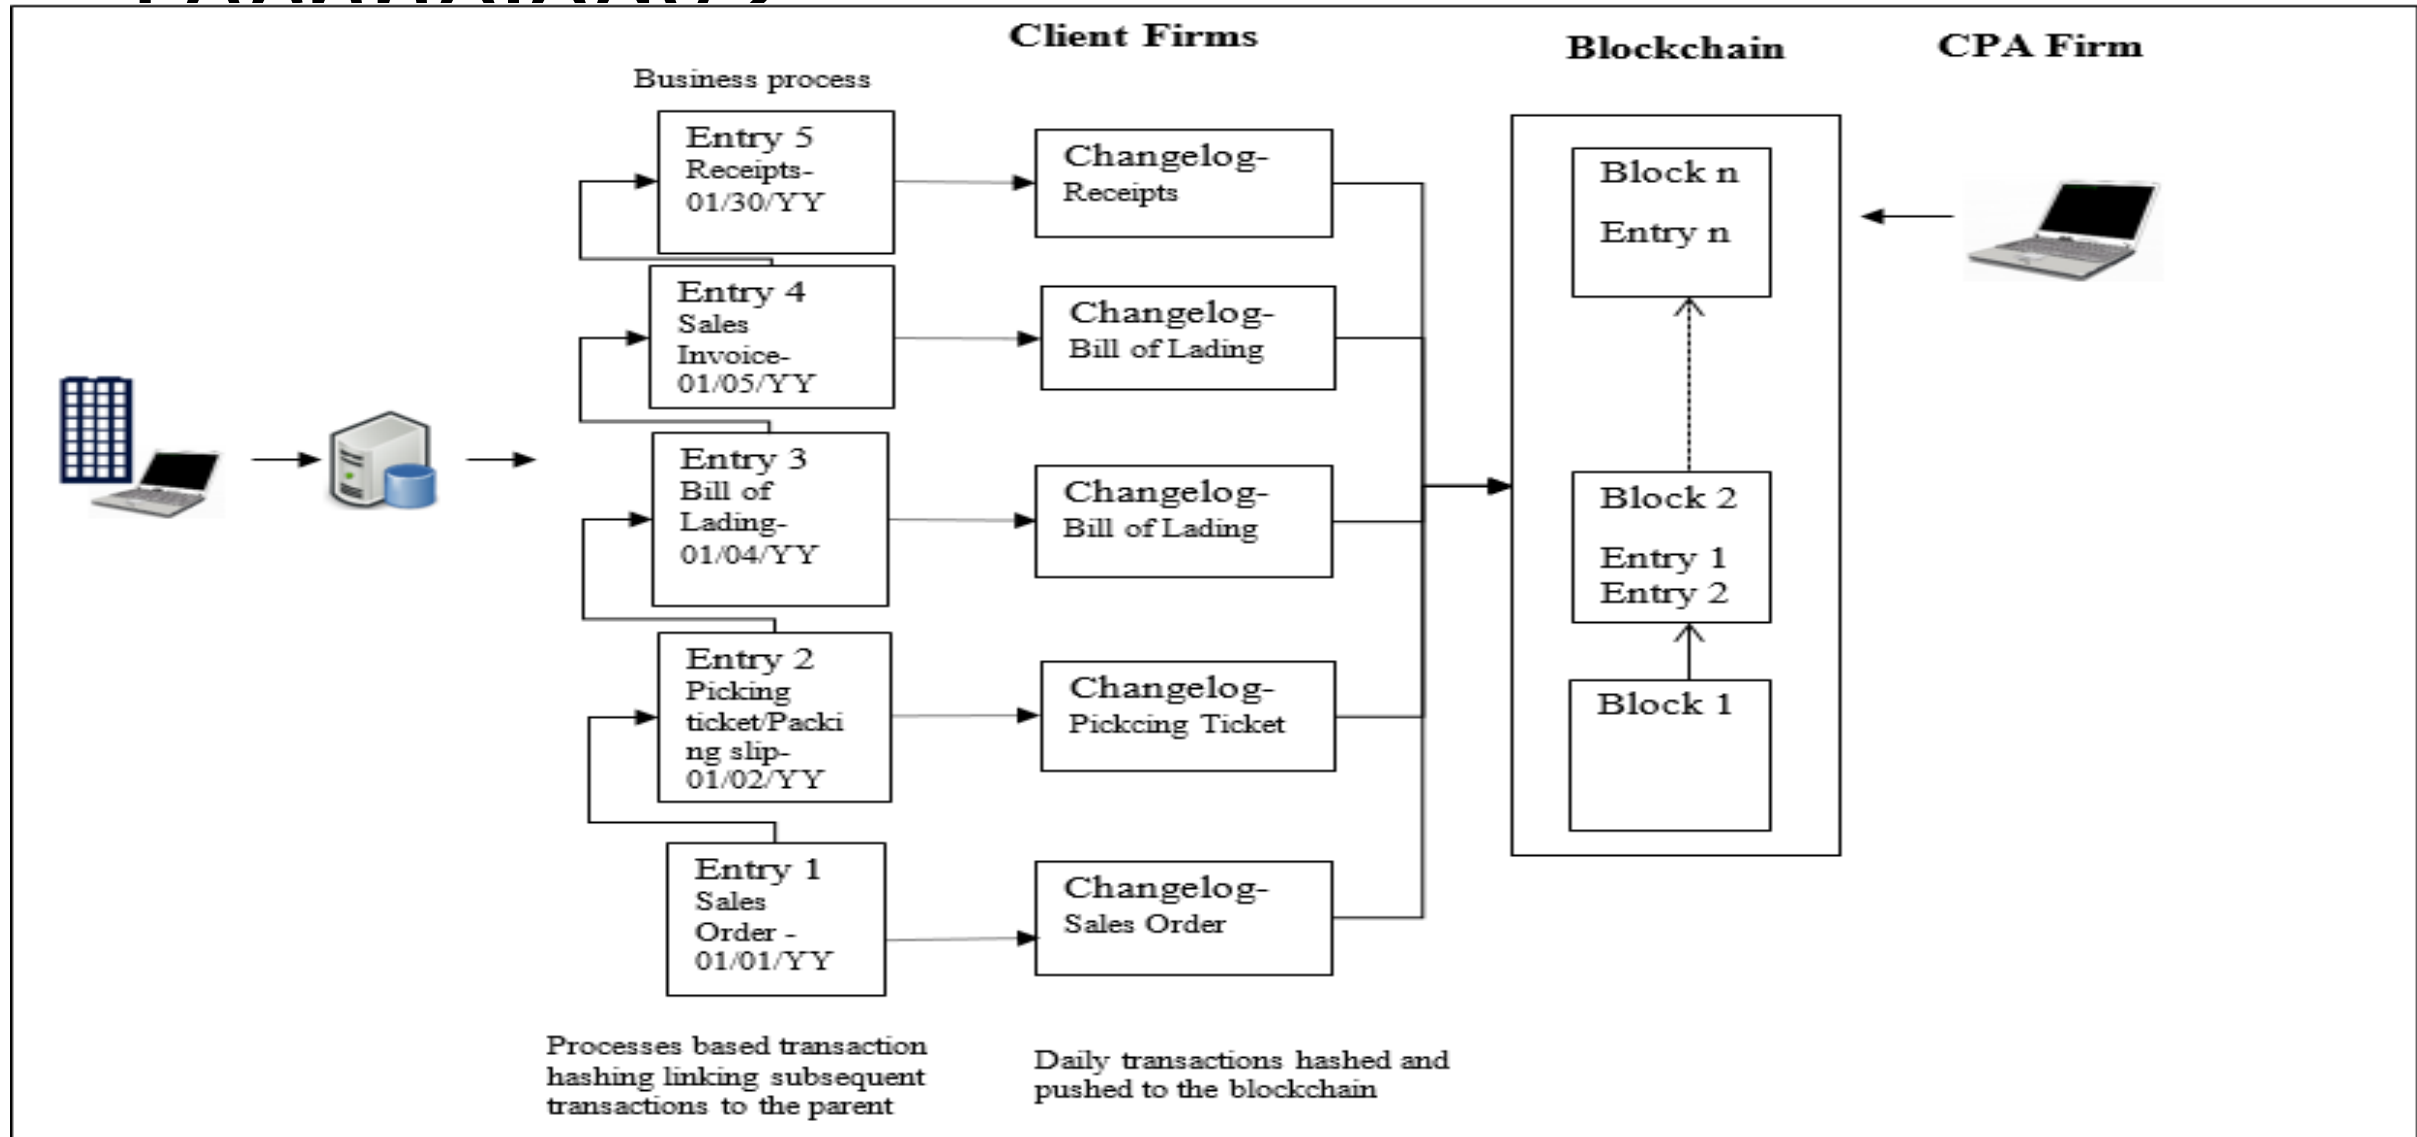 Client Firms
Blockchain
CPA Firm
Business process
Entry 5
Receipts-
01/30/YY
Changelog-
Receipts
Entry 4
Sales
Invoice-
01/05/YY
Changelog-
Bill of Lading
Entry 3
Bill of
Lading-
01/04/YY
Changelog-
Bill of Lading
Entry 2
Picking
ticket/Packi
ng slip-
01/02/YY
Changelog-
Pickcing Ticket
Entry 1
Sales
Order -
01/01/YY
Changelog-
Sales Order
Block n
Entry n
Block 2
Entry 1
Entry 2
Block 1
Processes based transaction
hashing linking subsequent
transactions to the parent
Daily transactions hashed and
pushed to the blockchain